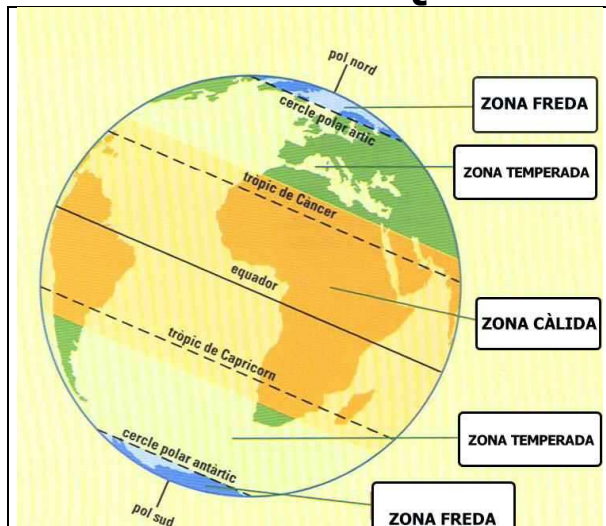 pol nord
ZONA FREDA
cercle polar àrtic
ZONA TEMPERADA
tròpic de Càncer
equador
ZONA CÀLIDA
tròpic de Capricorn
cercle polar antàrtic
ZONA TEMPERADA
pol sud
ZONA FREDA